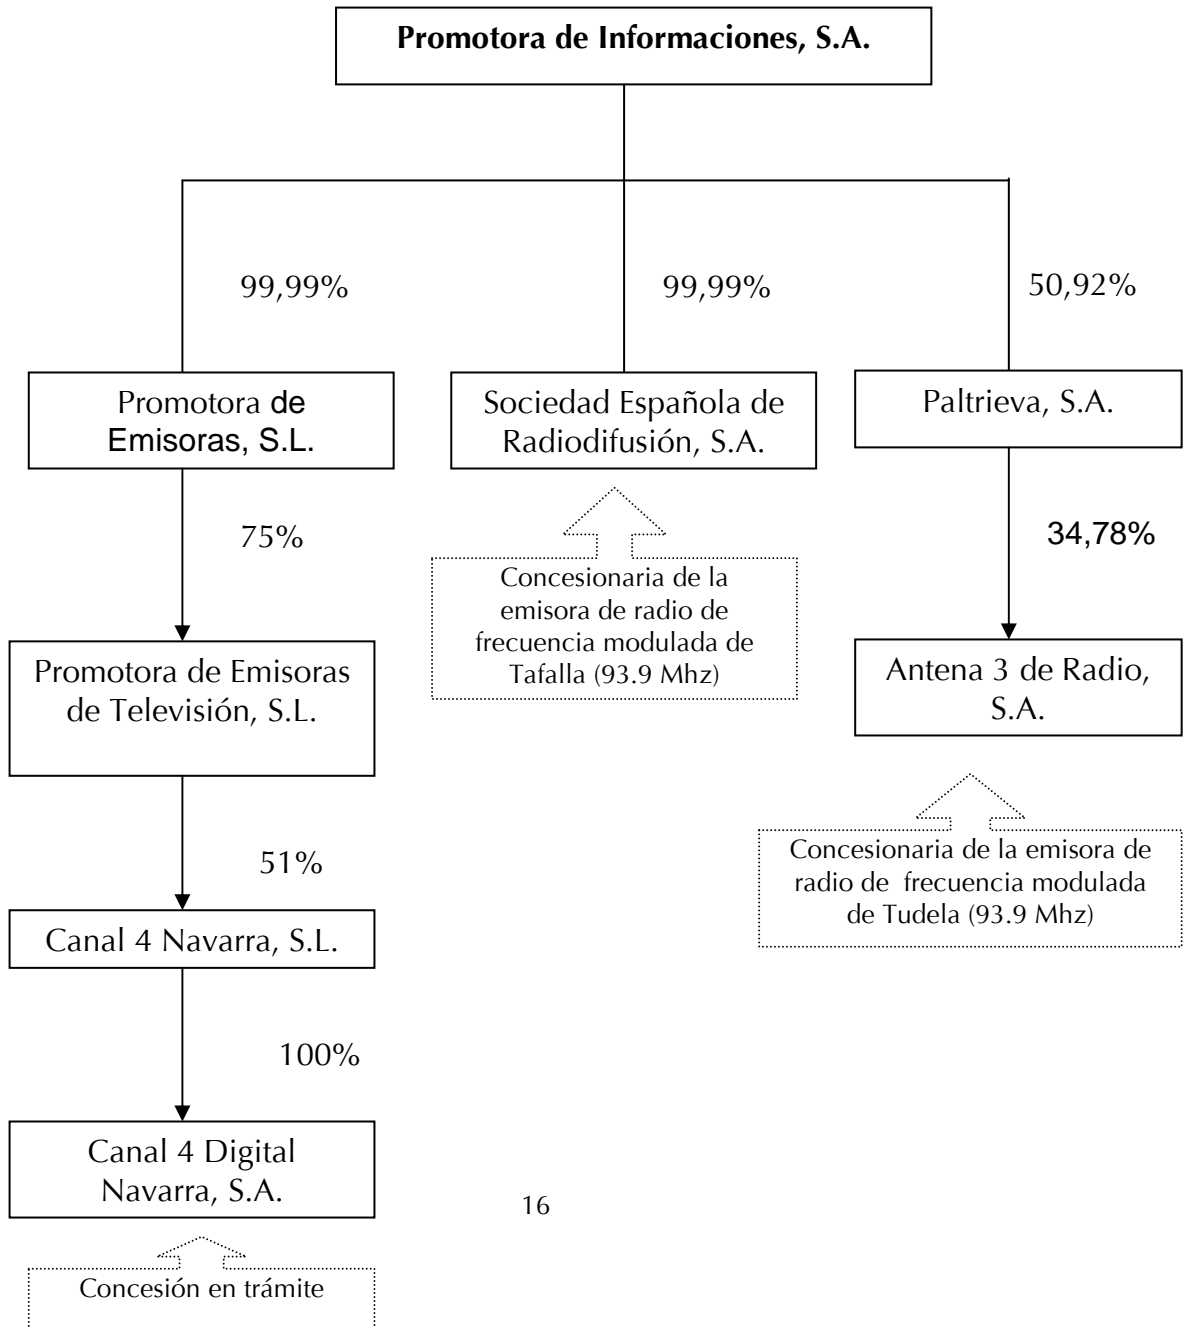 Promotora de Informaciones, S.A.
99,99%
99,99%
50,92%
Promotora de
Emisoras, S.L.
Sociedad Española de
Radiodifusión, S.A.
Paltrieva, S.A.
75%
34,78%
Concesionaria de la
emisora de radio de
frecuencia modulada de
Tafalla (93.9 Mhz)
Promotora de Emisoras
de Televisión, S.L.
Antena 3 de Radio,
S.A.
51%
Concesionaria de la emisora de
radio de frecuencia modulada
de Tudela (93.9 Mhz)
Canal 4 Navarra, S.L.
100%
Canal 4 Digital
Navarra, S.A.
16
Concesión en trámite